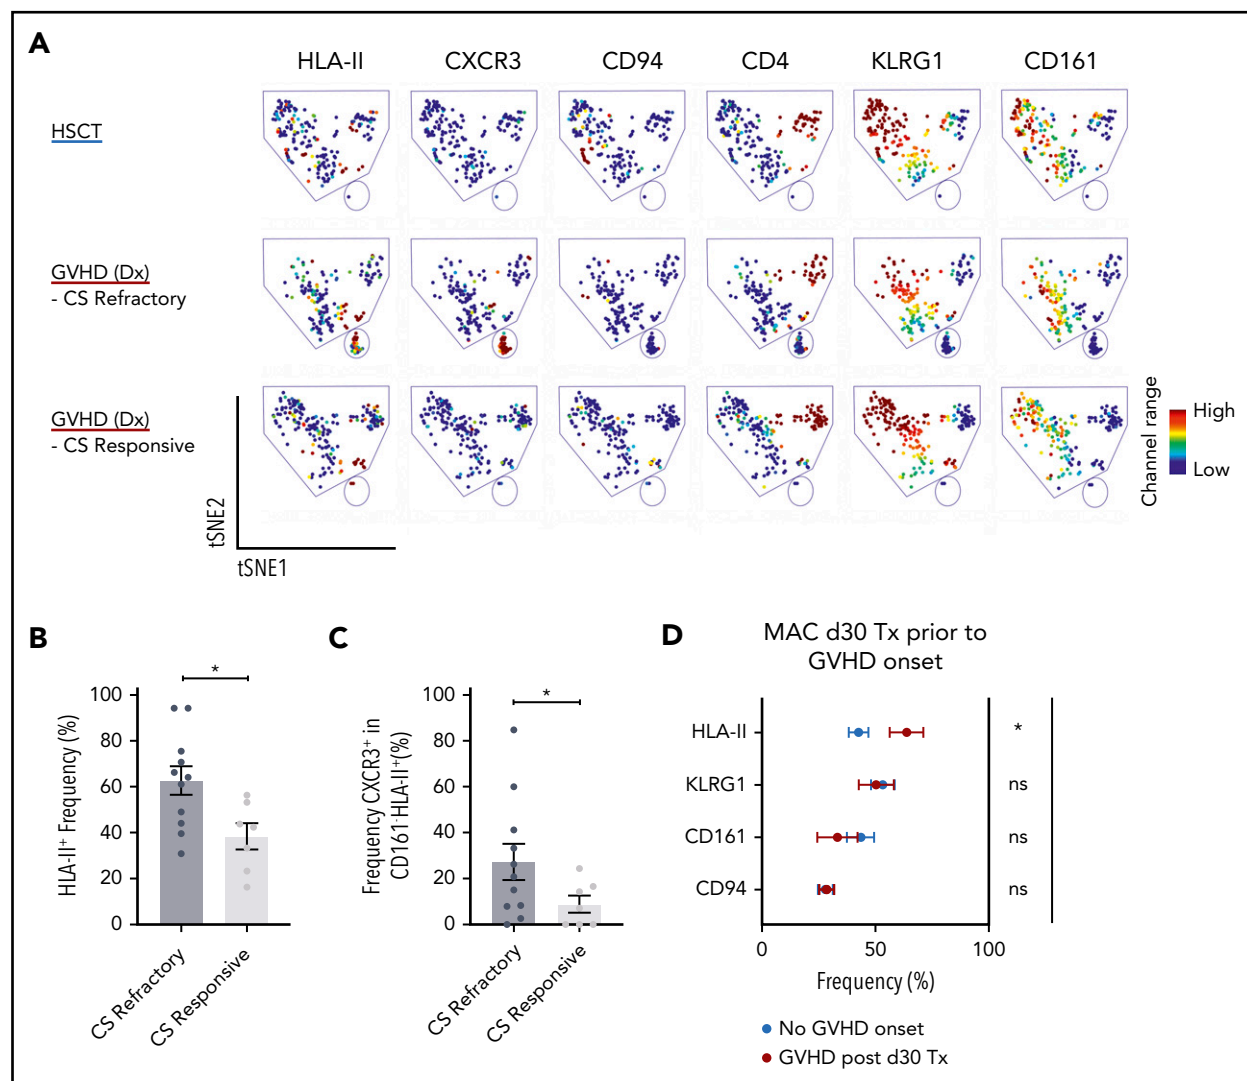 A
HLA-II CXCR3 CD94 CD4 KLRG1 CD161
HSCT
GVHD (Dx)
- CS Refractory
GVHD (Dx)
- CS Responsive
High
Low
Channel range
tSNE2
tSNE1
B
HLA-II⁺ Frequency (%)
100
80
60
40
20
0
*
CS Refractory
CS Responsive
C
Frequency CXCR3⁺ in
CD161⁻HLA-II⁺(%)
100
80
60
40
20
0
*
CS Refractory
CS Responsive
D
MAC d30 Tx prior to
GVHD onset
HLA-II *
KLRG1 ns
CD161 ns
CD94 ns
0 50 100
Frequency (%)
No GVHD onset
GVHD post d30 Tx